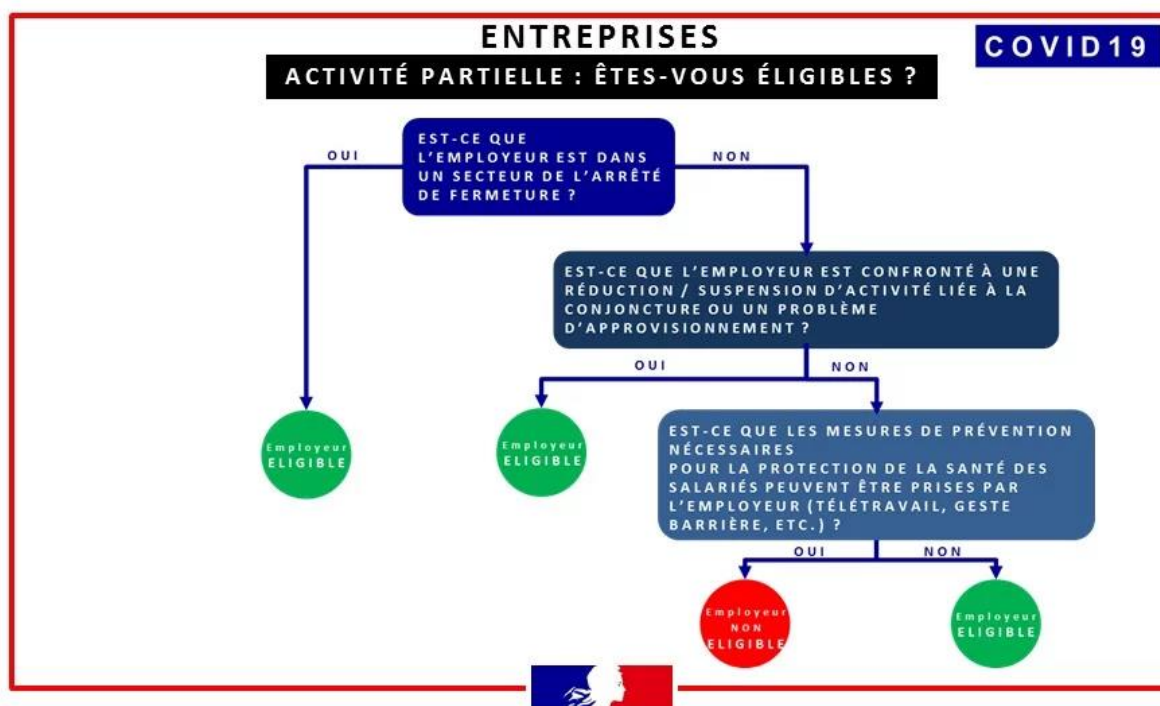 ENTREPRISES
COVID19
ACTIVITÉ PARTIELLE : ÊTES-VOUS ÉLIGIBLES ?
EST-CE QUE
L'EMPLOYEUR EST DANS
UN SECTEUR DE L'ARRÊTÉ
DE FERMETURE ?
OUI
NON
EST-CE QUE L'EMPLOYEUR EST CONFRONTÉ À UNE
RÉDUCTION / SUSPENSION D'ACTIVITÉ LIÉE À LA
CONJONCTURE OU UN PROBLÈME
D'APPROVISIONNEMENT ?
OUI
NON
Employeur
ELIGIBLE
Employeur
ELIGIBLE
EST-CE QUE LES MESURES DE PRÉVENTION
NÉCESSAIRES
POUR LA PROTECTION DE LA SANTÉ DES
SALARIÉS PEUVENT ÊTRE PRISES PAR
L'EMPLOYEUR (TÉLÉTRAVAIL, GESTE
BARRIÈRE, ETC.) ?
OUI
NON
Employeur
NON
ELIGIBLE
Employeur
ELIGIBLE